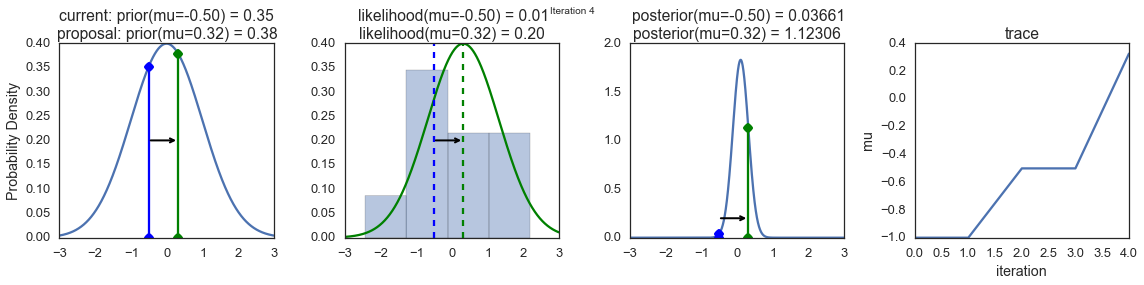 current: prior(mu=-0.50) = 0.35
proposal: prior(mu=0.32) = 0.38
Probability Density
0.40
0.35
0.30
0.25
0.20
0.15
0.10
0.05
0.00
−3 −2 −1 0 1 2 3
Iteration 4
likelihood(mu=-0.50) = 0.01
likelihood(mu=0.32) = 0.20
0.40
0.35
0.30
0.25
0.20
0.15
0.10
0.05
0.00
−3 −2 −1 0 1 2 3
posterior(mu=-0.50) = 0.03661
posterior(mu=0.32) = 1.12306
2.0
1.5
1.0
0.5
0.0
−3 −2 −1 0 1 2 3
trace
mu
0.4
0.2
0.0
−0.2
−0.4
−0.6
−0.8
−1.0
0.0 0.5 1.0 1.5 2.0 2.5 3.0 3.5 4.0
iteration